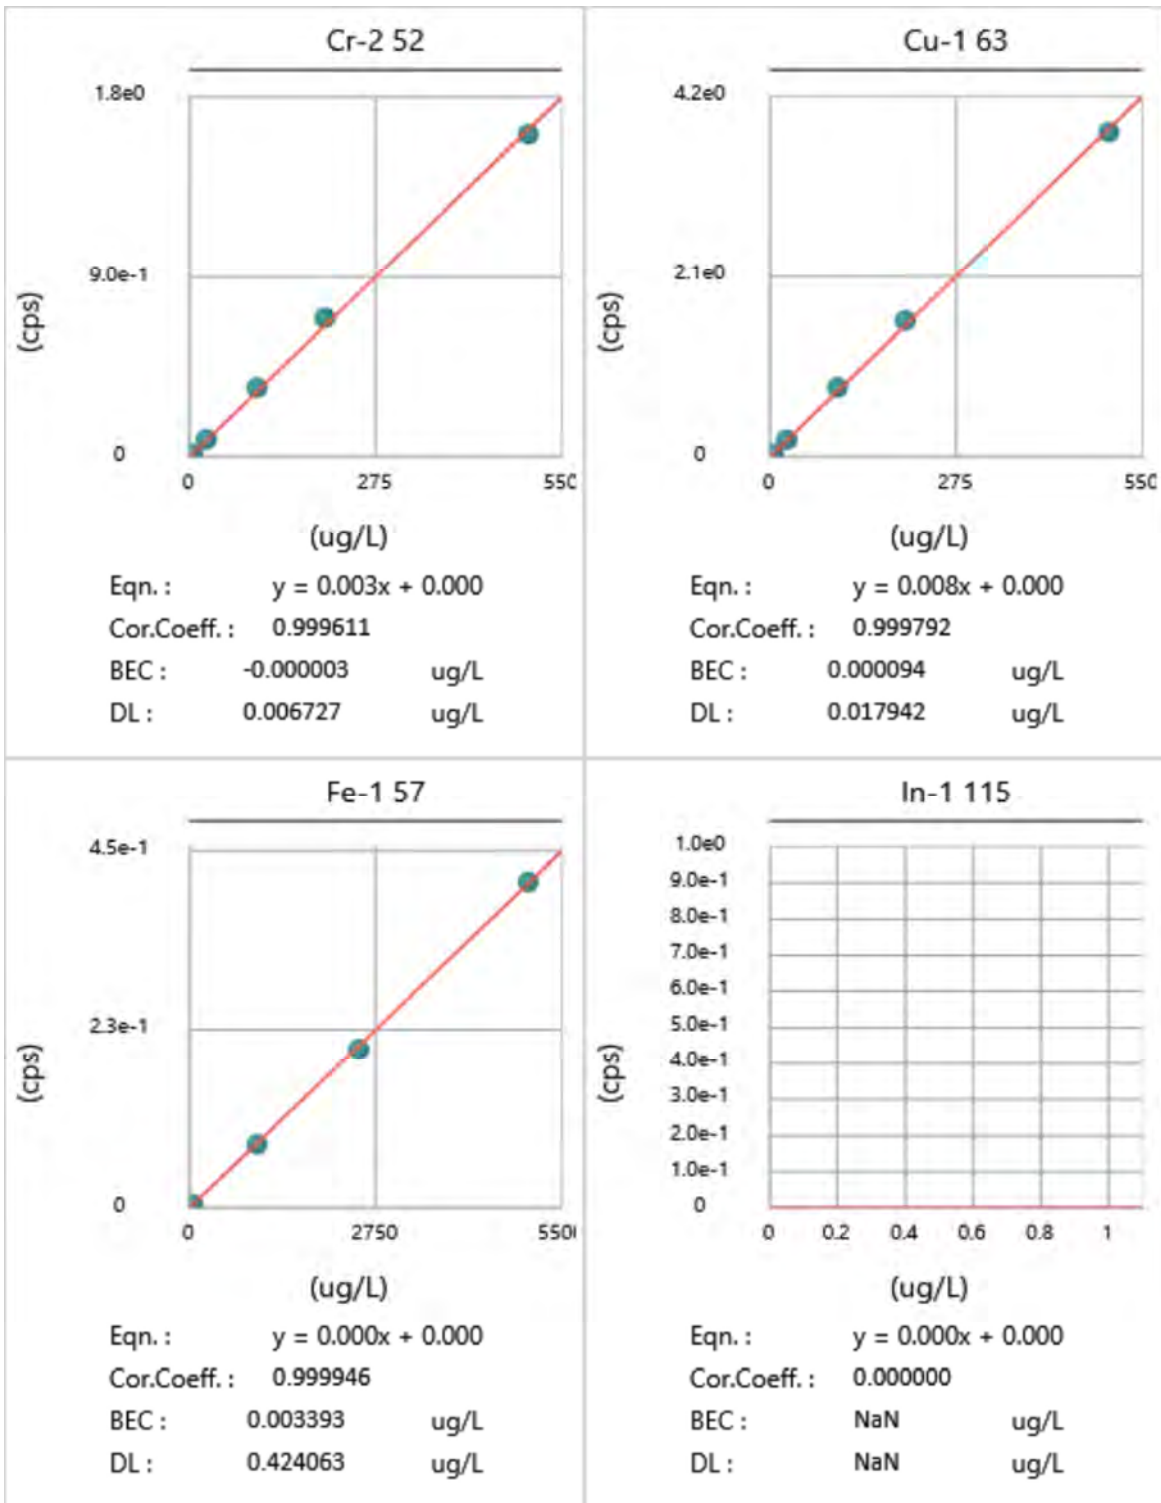 Cr-2 52
1.8e0
9.0e-1
0
(cps)
0 275 550
(ug/L)
Eqn. : y = 0.003x + 0.000
Cor.Coeff. : 0.999611
BEC : -0.000003 ug/L
DL : 0.006727 ug/L
Cu-1 63
4.2e0
2.1e0
0
(cps)
0 275 550
(ug/L)
Eqn. : y = 0.008x + 0.000
Cor.Coeff. : 0.999792
BEC : 0.000094 ug/L
DL : 0.017942 ug/L
Fe-1 57
4.5e-1
2.3e-1
0
(cps)
0 2750 5500
(ug/L)
Eqn. : y = 0.000x + 0.000
Cor.Coeff. : 0.999946
BEC : 0.003393 ug/L
DL : 0.424063 ug/L
In-1 115
1.0e0
9.0e-1
8.0e-1
7.0e-1
6.0e-1
5.0e-1
4.0e-1
3.0e-1
2.0e-1
1.0e-1
0
(cps)
0 0.2 0.4 0.6 0.8 1
(ug/L)
Eqn. : y = 0.000x + 0.000
Cor.Coeff. : 0.000000
BEC : NaN ug/L
DL : NaN ug/L